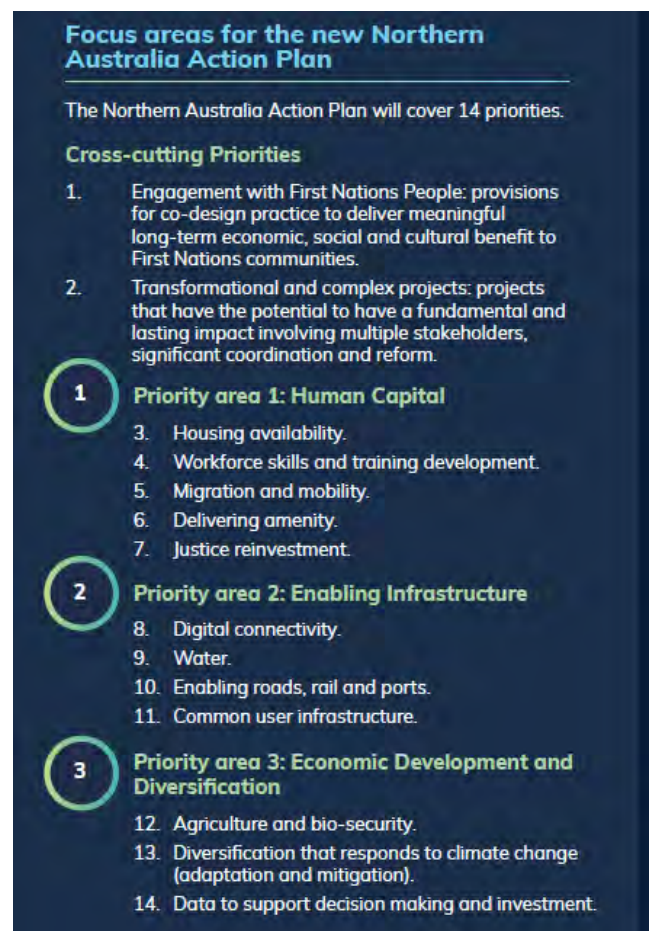 Focus areas for the new Northern
Australia Action Plan
The Northern Australia Action Plan will cover 14 priorities.
Cross-cutting Priorities
1. Engagement with First Nations People: provisions
for co-design practice to deliver meaningful
long-term economic, social and cultural benefit to
First Nations communities.
2. Transformational and complex projects: projects
that have the potential to have a fundamental and
lasting impact involving multiple stakeholders,
significant coordination and reform.
1 Priority area 1: Human Capital
3. Housing availability.
4. Workforce skills and training development.
5. Migration and mobility.
6. Delivering amenity.
7. Justice reinvestment.
2 Priority area 2: Enabling Infrastructure
8. Digital connectivity.
9. Water.
10. Enabling roads, rail and ports.
11. Common user infrastructure.
3 Priority area 3: Economic Development and
Diversification
12. Agriculture and bio-security.
13. Diversification that responds to climate change
(adaptation and mitigation).
14. Data to support decision making and investment.